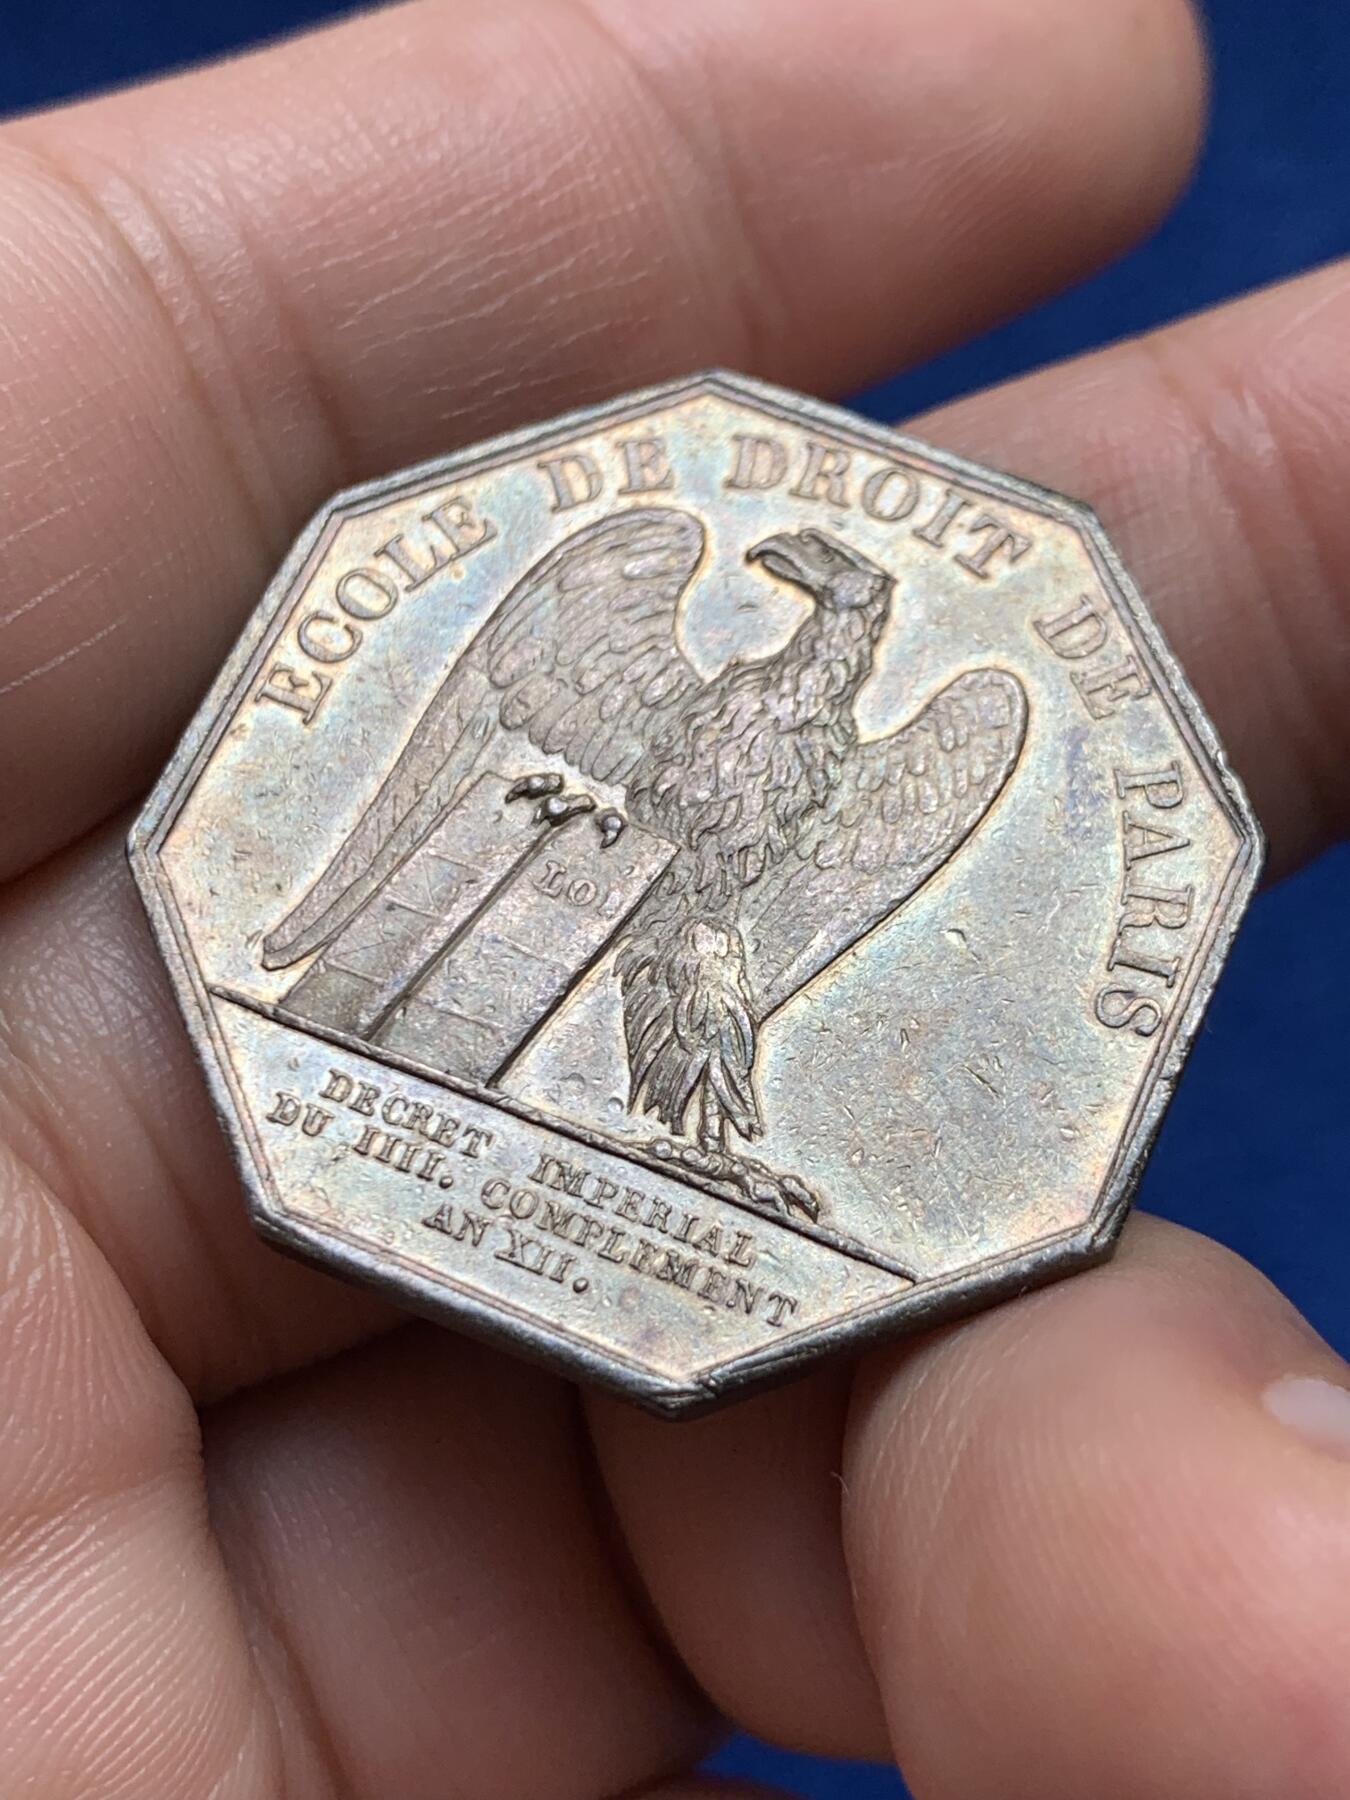 ECOLE DE DROIT DE PARIS
LOI
DECRET IMPERIAL
DU IIII. COMPLEMENT
AN XII.